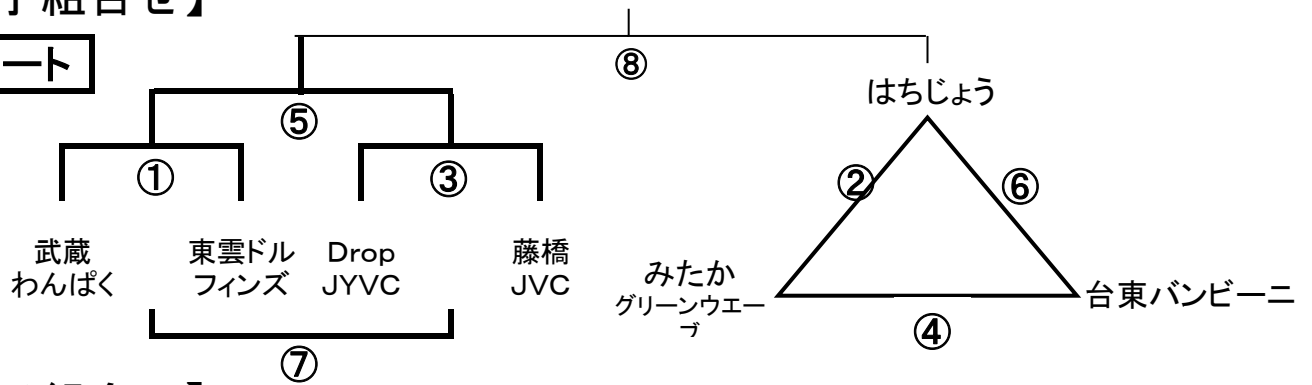 組合せ】
ート
⑧
はちじょう
⑤
①
③
②
⑥
武蔵
わんぱく
東雲ドル
フィンズ
Drop
JYVC
藤橋
JVC
みたか
グリーンウエー
ブ
台東バンビーニ
④
⑦